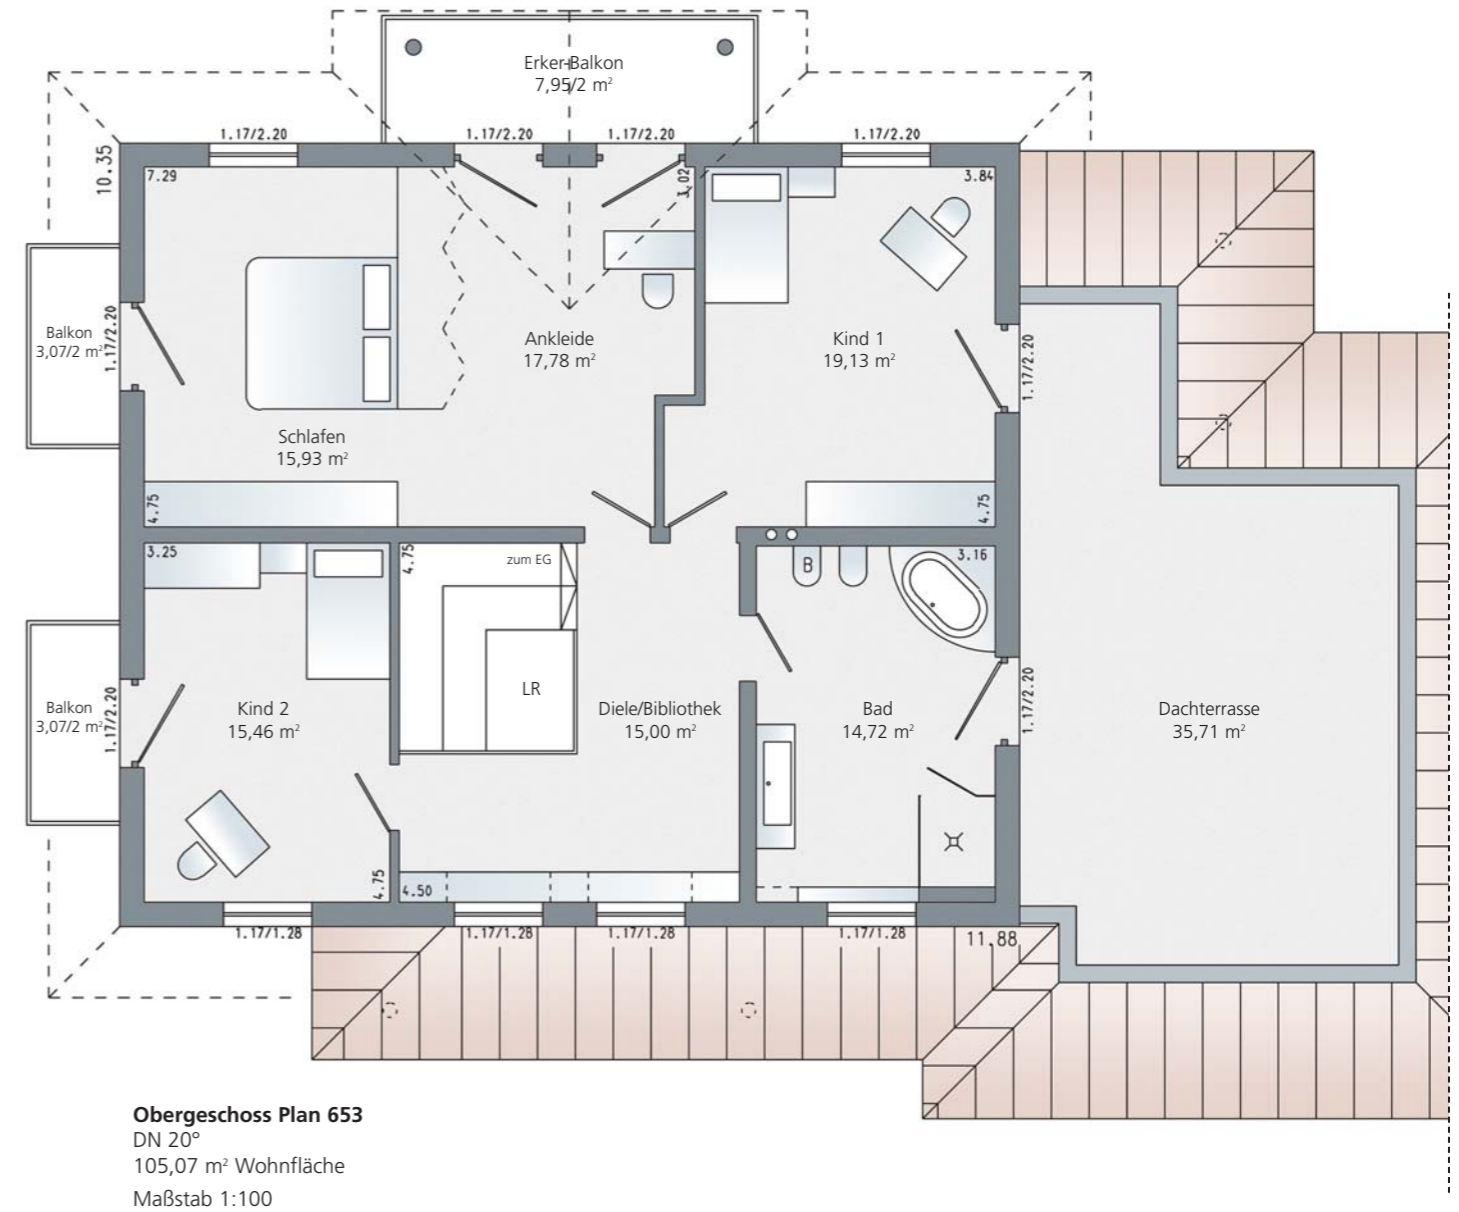 Erker-Balkon
7,95/2 m²
1.17/2.20
1.17/2.20
1.17/2.20
1.17/2.20
10.35
7.29
3.02
3.84
Balkon
3,07/2 m²
1.17/2.20
Ankleide
17,78 m²
Kind 1
19,13 m²
1.17/2.20
Schlafen
15,93 m²
4.75
4.75
3.25
4.75
zum EG
B
3.16
LR
Balkon
3,07/2 m²
1.17/2.20
Kind 2
15,46 m²
Diele/Bibliothek
15,00 m²
Bad
14,72 m²
1.17/2.20
Dachterrasse
35,71 m²
4.75
4.50
1.17/1.28
1.17/1.28
1.17/1.28
1.17/1.28
11.88
Obergeschoss Plan 653
DN 20°
105,07 m² Wohnfläche
Maßstab 1:100